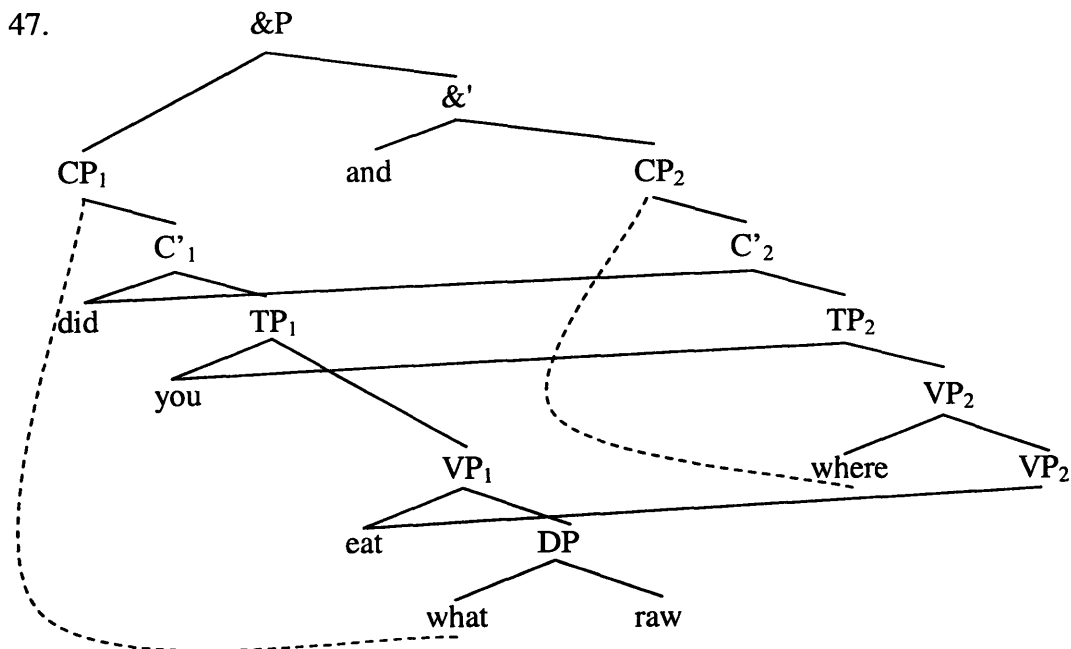 47. &P
&'
CP₁ and CP₂
C'₁ C'₂
did TP₁ TP₂
you VP₂
VP₁ where VP₂
eat DP
what raw